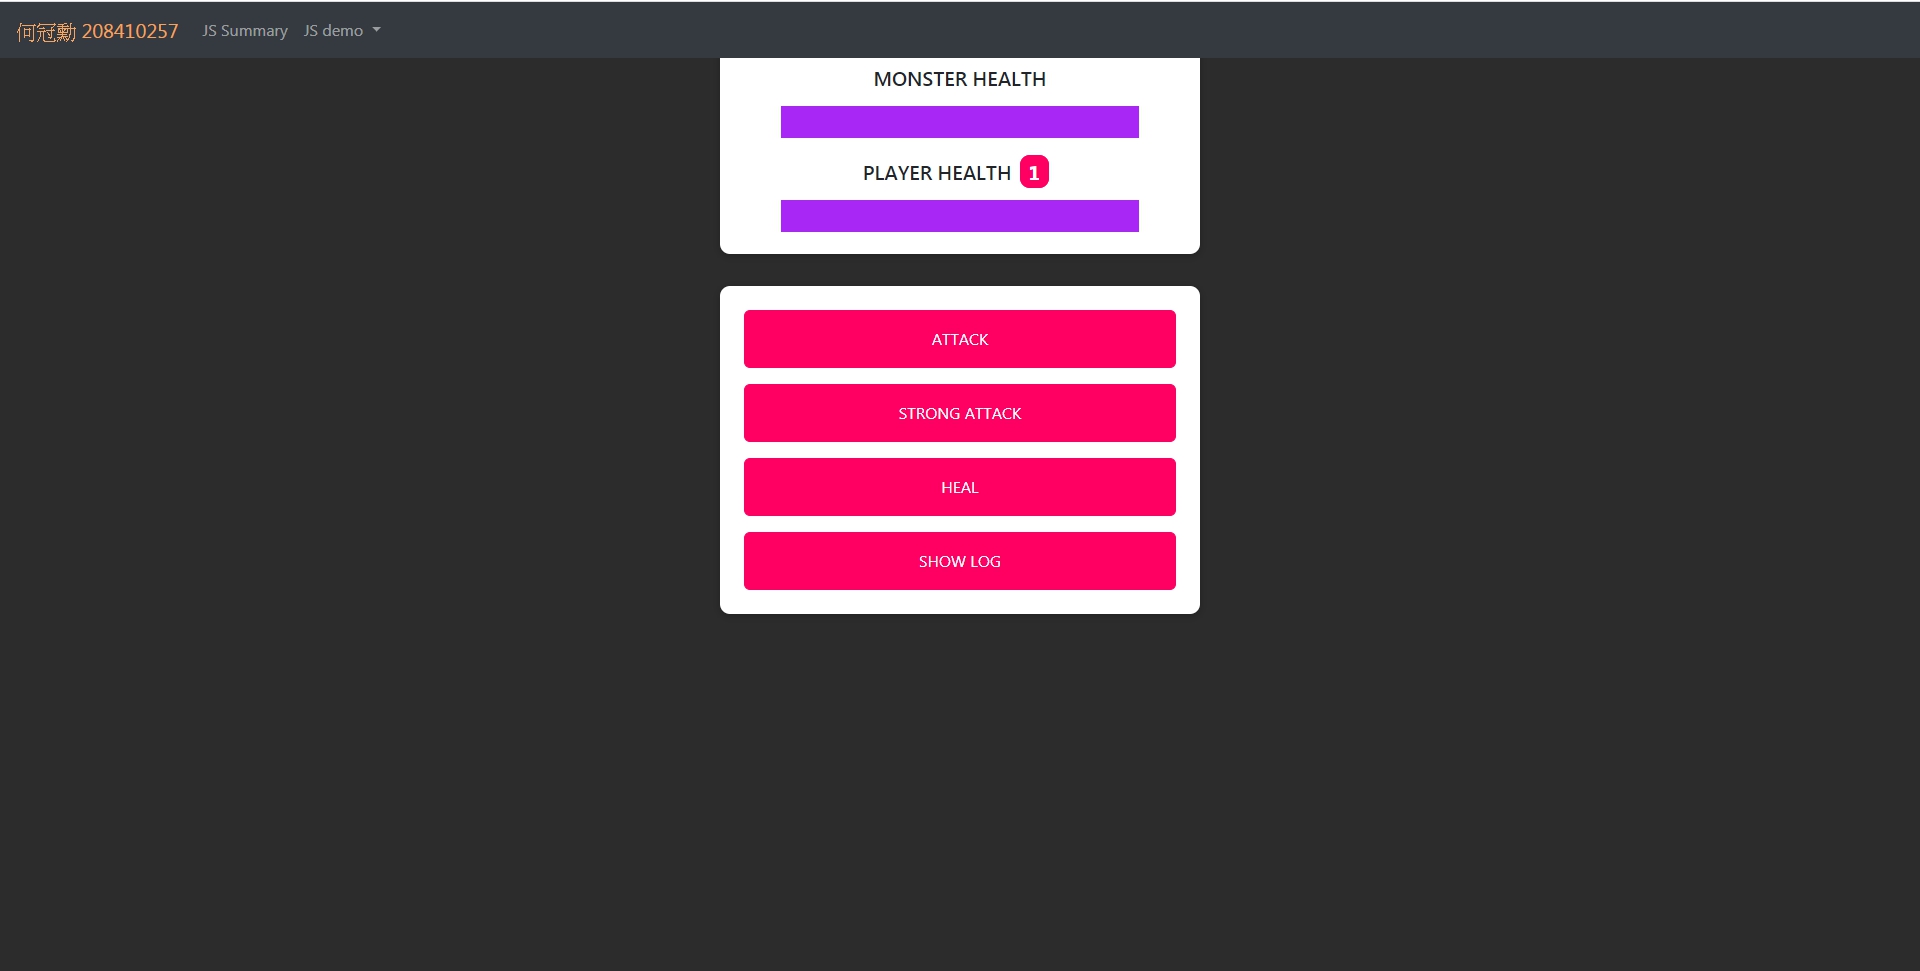 何冠勳 208410257 JS Summary JS demo
MONSTER HEALTH
PLAYER HEALTH 1
ATTACK
STRONG ATTACK
HEAL
SHOW LOG